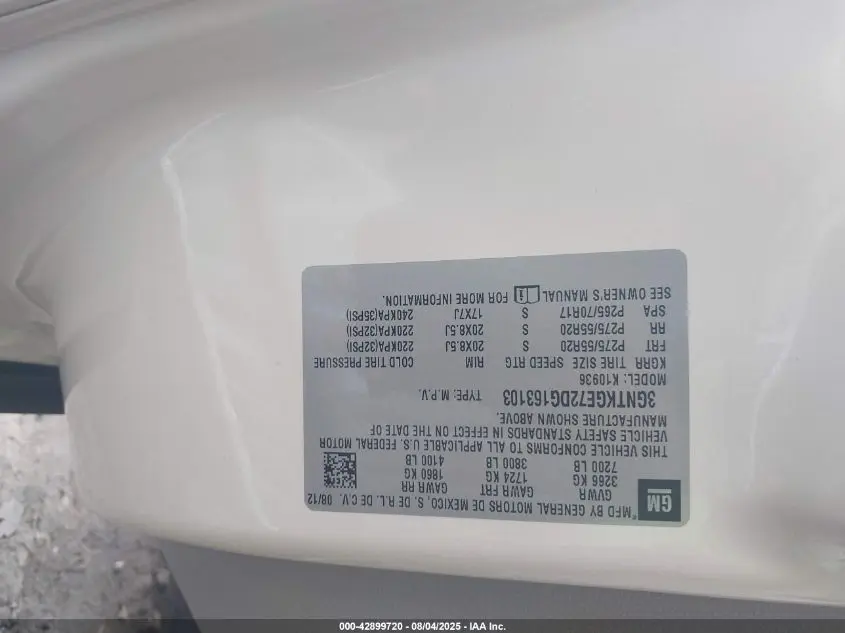 GM
MFD BY GENERAL MOTORS DE MEXICO, S. DE R.L. DE C.V. 08/12
GVWR GAWR FRT GAWR RR
3266 KG 1724 KG 1860 KG
7200 LB 3800 LB 4100 LB
THIS VEHICLE CONFORMS TO ALL APPLICABLE U.S. FEDERAL MOTOR
VEHICLE SAFETY STANDARDS IN EFFECT ON THE DATE OF
MANUFACTURE SHOWN ABOVE.
3GNTKGE72DG163103 TYPE: M.P.V.
MODEL: K10936
KGRR TIRE SIZE SPEED RTG RIM COLD TIRE PRESSURE
FRT P275/55R20 S 20X8.5J 220KPA(32PSI)
RR P275/55R20 S 20X8.5J 220KPA(32PSI)
SPA P265/70R17 S 17X7J 240KPA(35PSI)
SEE OWNER'S MANUAL FOR MORE INFORMATION.
000-42899720 - 08/04/2025 - IAA Inc.